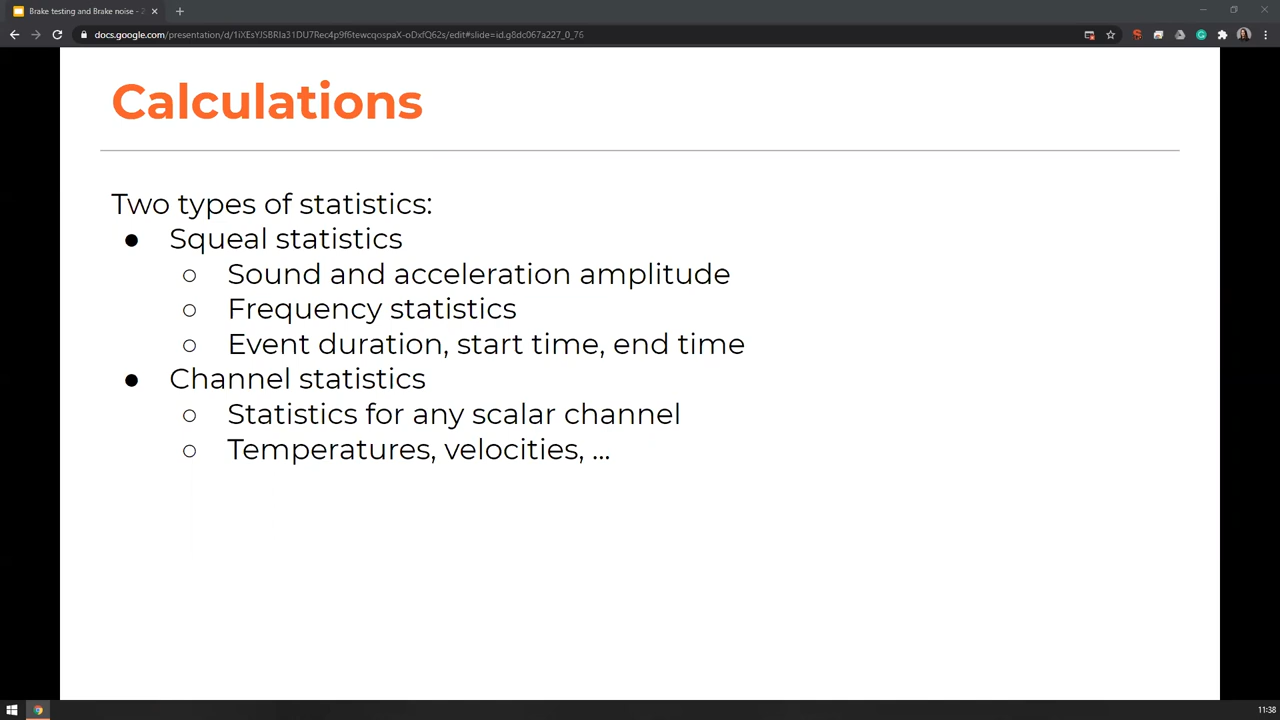 Brake testing and Brake noise - 2
docs.google.com/presentation/d/1iXEsYJSBRIa31DU7Rec4p9f6tewcqospaX-oDxfQ62s/edit#slide=id.g8dc067a227_0_76
Calculations
Two types of statistics:
● Squeal statistics
○ Sound and acceleration amplitude
○ Frequency statistics
○ Event duration, start time, end time
● Channel statistics
○ Statistics for any scalar channel
○ Temperatures, velocities, ...
11:38